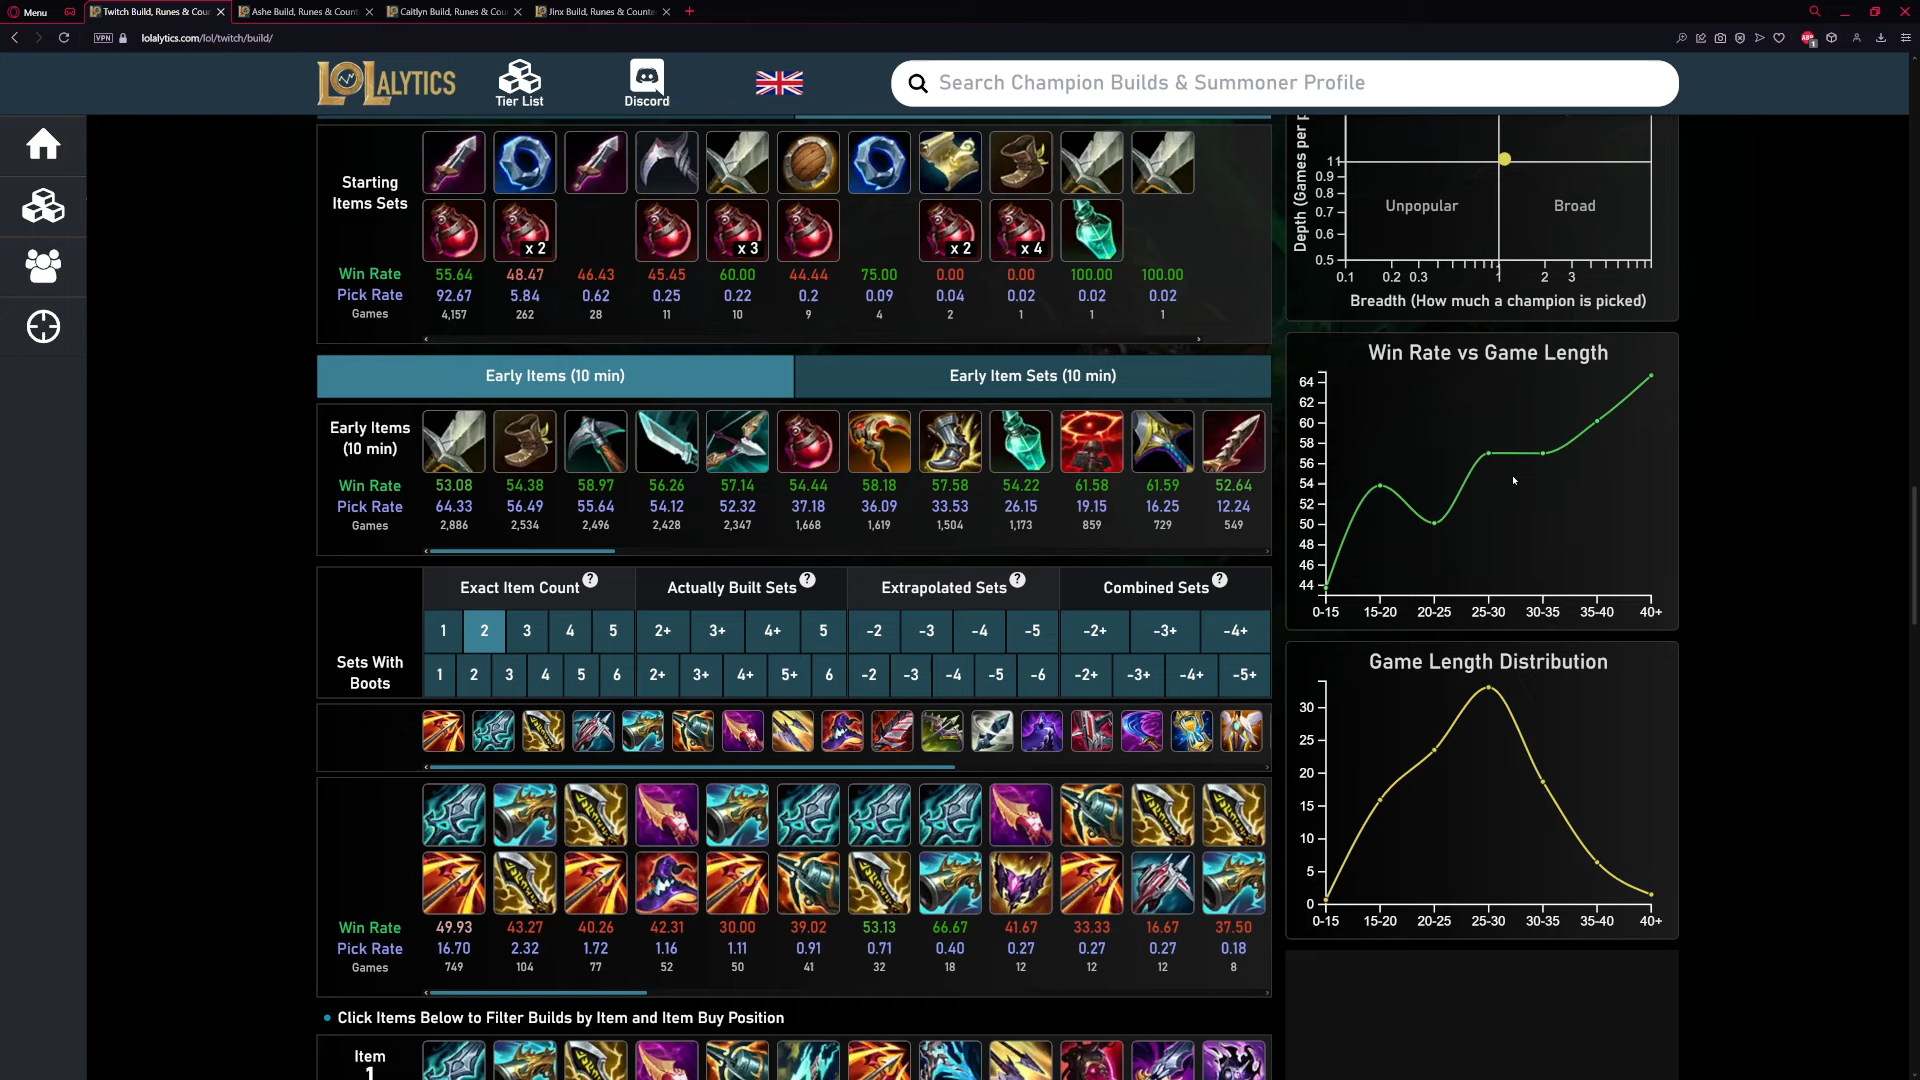 Menu
Twitch Build, Runes & Cour
Ashe Build, Runes & Count
Caitlyn Build, Runes & Cou
Jinx Build, Runes & Counte
VPN
lolalytics.com/lol/twitch/build/
LOLALYTICS
Tier List
Discord
Search Champion Builds & Summoner Profile
Starting
Items Sets
x 2
x 3
x 2
x 4
Win Rate 55.64 48.47 46.43 45.45 60.00 44.44 75.00 0.00 0.00 100.00 100.00
Pick Rate 92.67 5.84 0.62 0.25 0.22 0.2 0.09 0.04 0.02 0.02 0.02
Games 4,157 262 28 11 10 9 4 2 1 1 1
Early Items (10 min)
Early Item Sets (10 min)
Early Items
(10 min)
Win Rate 53.08 54.38 58.97 56.26 57.14 54.44 58.18 57.58 54.22 61.58 61.59 52.64
Pick Rate 64.33 56.49 55.64 54.12 52.32 37.18 36.09 33.53 26.15 19.15 16.25 12.24
Games 2,886 2,534 2,496 2,428 2,347 1,668 1,619 1,504 1,173 859 729 549
Exact Item Count ? Actually Built Sets ? Extrapolated Sets ? Combined Sets ?
1 2 3 4 5 2+ 3+ 4+ 5 -2 -3 -4 -5 -2+ -3+ -4+
Sets With
Boots
1 2 3 4 5 6 2+ 3+ 4+ 5+ 6 -2 -3 -4 -5 -6 -2+ -3+ -4+ -5+
Win Rate 49.93 43.27 40.26 42.31 30.00 39.02 53.13 66.67 41.67 33.33 16.67 37.50
Pick Rate 16.70 2.32 1.72 1.16 1.11 0.91 0.71 0.40 0.27 0.27 0.27 0.18
Games 749 104 77 52 50 41 32 18 12 12 12 8
Click Items Below to Filter Builds by Item and Item Buy Position
Item
1
Depth (Games per p
1 1
0.9
0.8
0.7
0.6
0.5
Unpopular
Broad
0.1 0.2 0.3 1 2 3
Breadth (How much a champion is picked)
Win Rate vs Game Length
64
62
60
58
56
54
52
50
48
46
44
0-15 15-20 20-25 25-30 30-35 35-40 40+
Game Length Distribution
30
25
20
15
10
5
0
0-15 15-20 20-25 25-30 30-35 35-40 40+